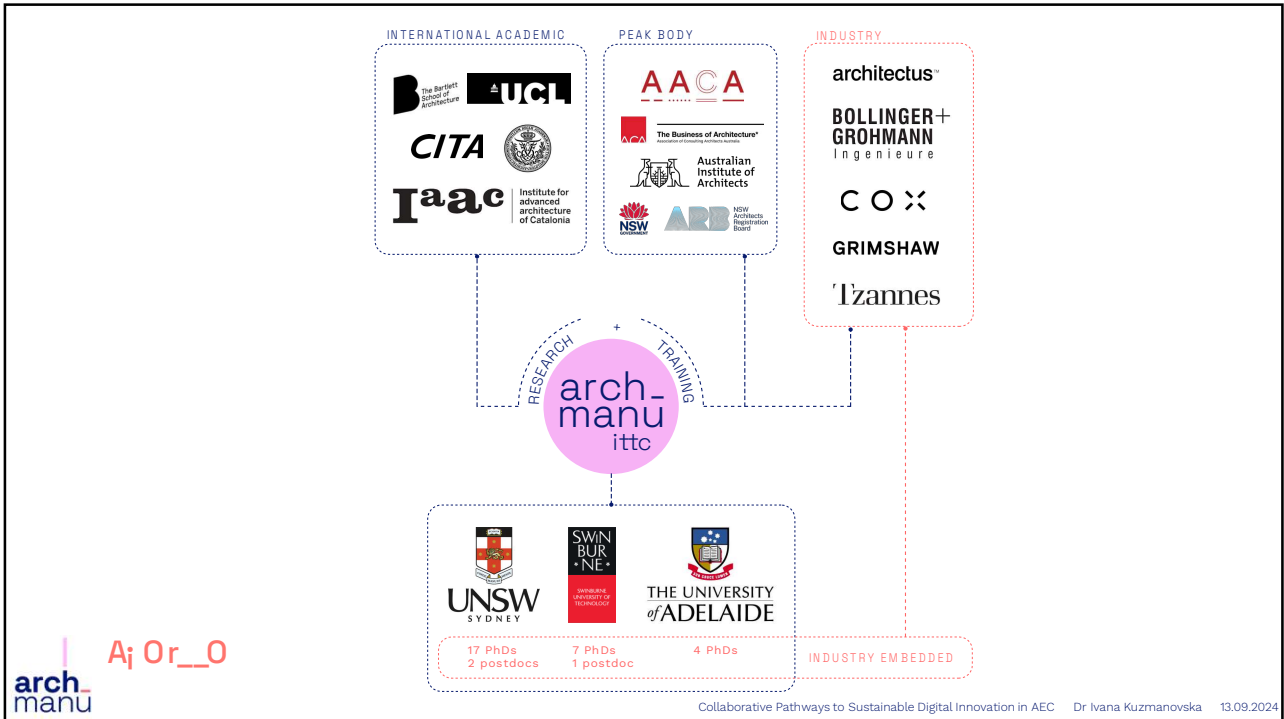 INTERNATIONAL ACADEMIC
The Bartlett
School of
Architecture
UCL
CITA
Iaac
Institute for
advanced
architecture
of Catalonia
PEAK BODY
AACA
ACA
The Business of Architecture®
Association of Consulting Architects Australia
Australian
Institute of
Architects
NSW
GOVERNMENT
ARB
NSW
Architects
Registration
Board
INDUSTRY
architectus™
BOLLINGER+
GROHMANN
Ingenieure
COX
GRIMSHAW
Tzannes
RESEARCH
+
TRAINING
arch_
manu
ittc
UNSW
SYDNEY
SWIN
BUR
*NE*
SWINBURNE
UNIVERSITY OF
TECHNOLOGY
THE UNIVERSITY
of ADELAIDE
17 PhDs
2 postdocs
7 PhDs
1 postdoc
4 PhDs
INDUSTRY EMBEDDED
A¡ Or__O
arch_
manu
Collaborative Pathways to Sustainable Digital Innovation in AEC Dr Ivana Kuzmanovska 13.09.2024